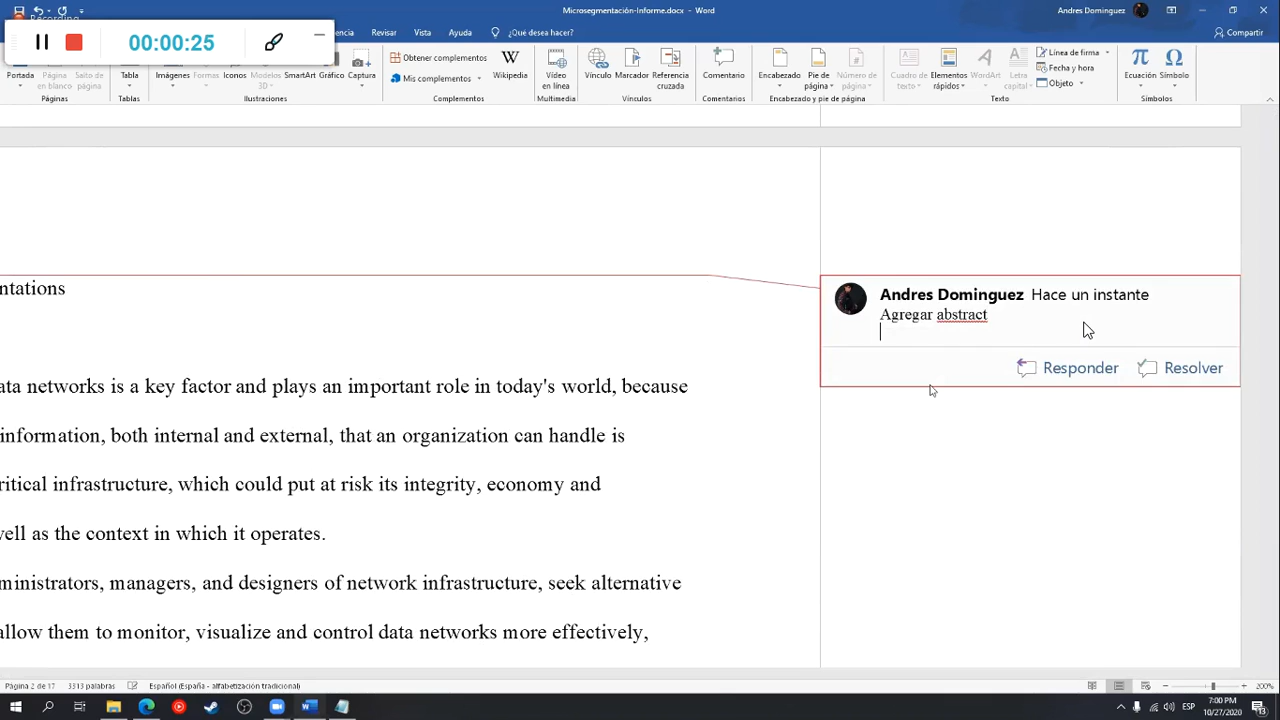 Recording
Microsegmentación-Informe.docx - Word
Andres Dominguez
00:00:25
encia Revisar Vista Ayuda ¿Qué desea hacer?
Compartir
Portada
Página en blanco
Salto de página
Páginas
Tabla
Tablas
Imágenes
Formas
Iconos
Modelos 3D
SmartArt
Gráfico
Captura
Ilustraciones
Obtener complementos
Mis complementos
Wikipedia
Complementos
Vídeo en línea
Multimedia
Vínculo
Marcador
Referencia cruzada
Vínculos
Comentario
Comentarios
Encabezado
Pie de página
Número de página
Encabezado y pie de página
Cuadro de texto
Elementos rápidos
WordArt
Letra capital
Línea de firma
Fecha y hora
Objeto
Texto
Ecuación
Símbolo
Símbolos
ntations
ata networks is a key factor and plays an important role in today's world, because
information, both internal and external, that an organization can handle is
ritical infrastructure, which could put at risk its integrity, economy and
well as the context in which it operates.
ministrators, managers, and designers of network infrastructure, seek alternative
allow them to monitor, visualize and control data networks more effectively,
Andres Dominguez Hace un instante
Agregar abstract
Responder Resolver
Página 2 de 17 3313 palabras Español (España - alfabetización tradicional)
200%
ESP
7:00 PM
10/27/2020